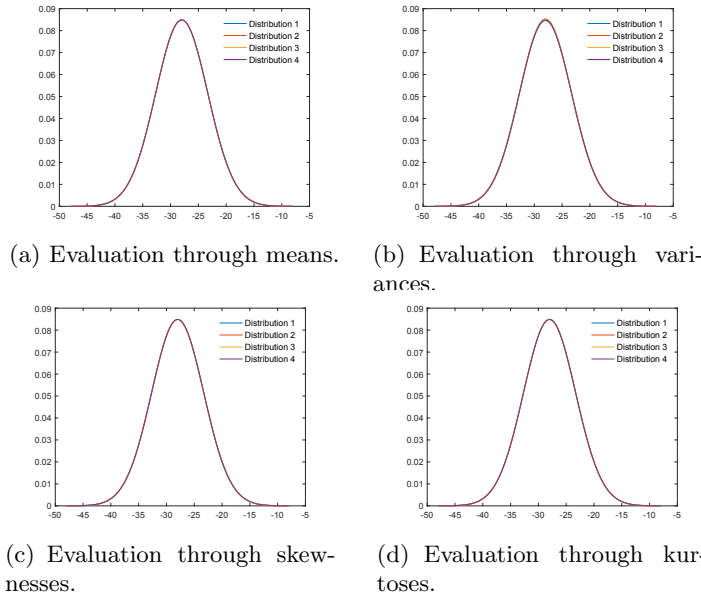 0.09
0.08
0.07
0.06
0.05
0.04
0.03
0.02
0.01
0
-50 -45 -40 -35 -30 -25 -20 -15 -10 -5
Distribution 1
Distribution 2
Distribution 3
Distribution 4
(a) Evaluation through means.
0.09
0.08
0.07
0.06
0.05
0.04
0.03
0.02
0.01
0
-50 -45 -40 -35 -30 -25 -20 -15 -10 -5
Distribution 1
Distribution 2
Distribution 3
Distribution 4
(b) Evaluation through vari-
ances.
0.09
0.08
0.07
0.06
0.05
0.04
0.03
0.02
0.01
0
-50 -45 -40 -35 -30 -25 -20 -15 -10 -5
Distribution 1
Distribution 2
Distribution 3
Distribution 4
(c) Evaluation through skew-
nesses.
0.09
0.08
0.07
0.06
0.05
0.04
0.03
0.02
0.01
0
-50 -45 -40 -35 -30 -25 -20 -15 -10 -5
Distribution 1
Distribution 2
Distribution 3
Distribution 4
(d) Evaluation through kur-
toses.